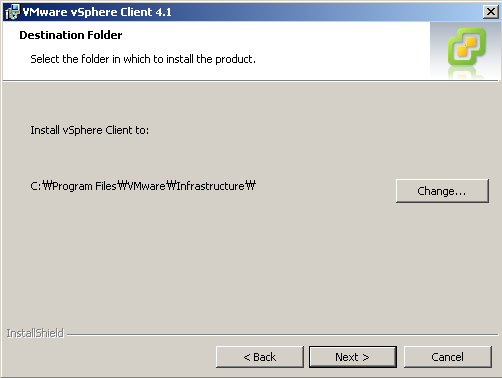 VMware vSphere Client 4.1
Destination Folder
Select the folder in which to install the product.
Install vSphere Client to:
C:₩Program Files₩VMware₩Infrastructure₩
Change...
InstallShield
< Back
Next >
Cancel